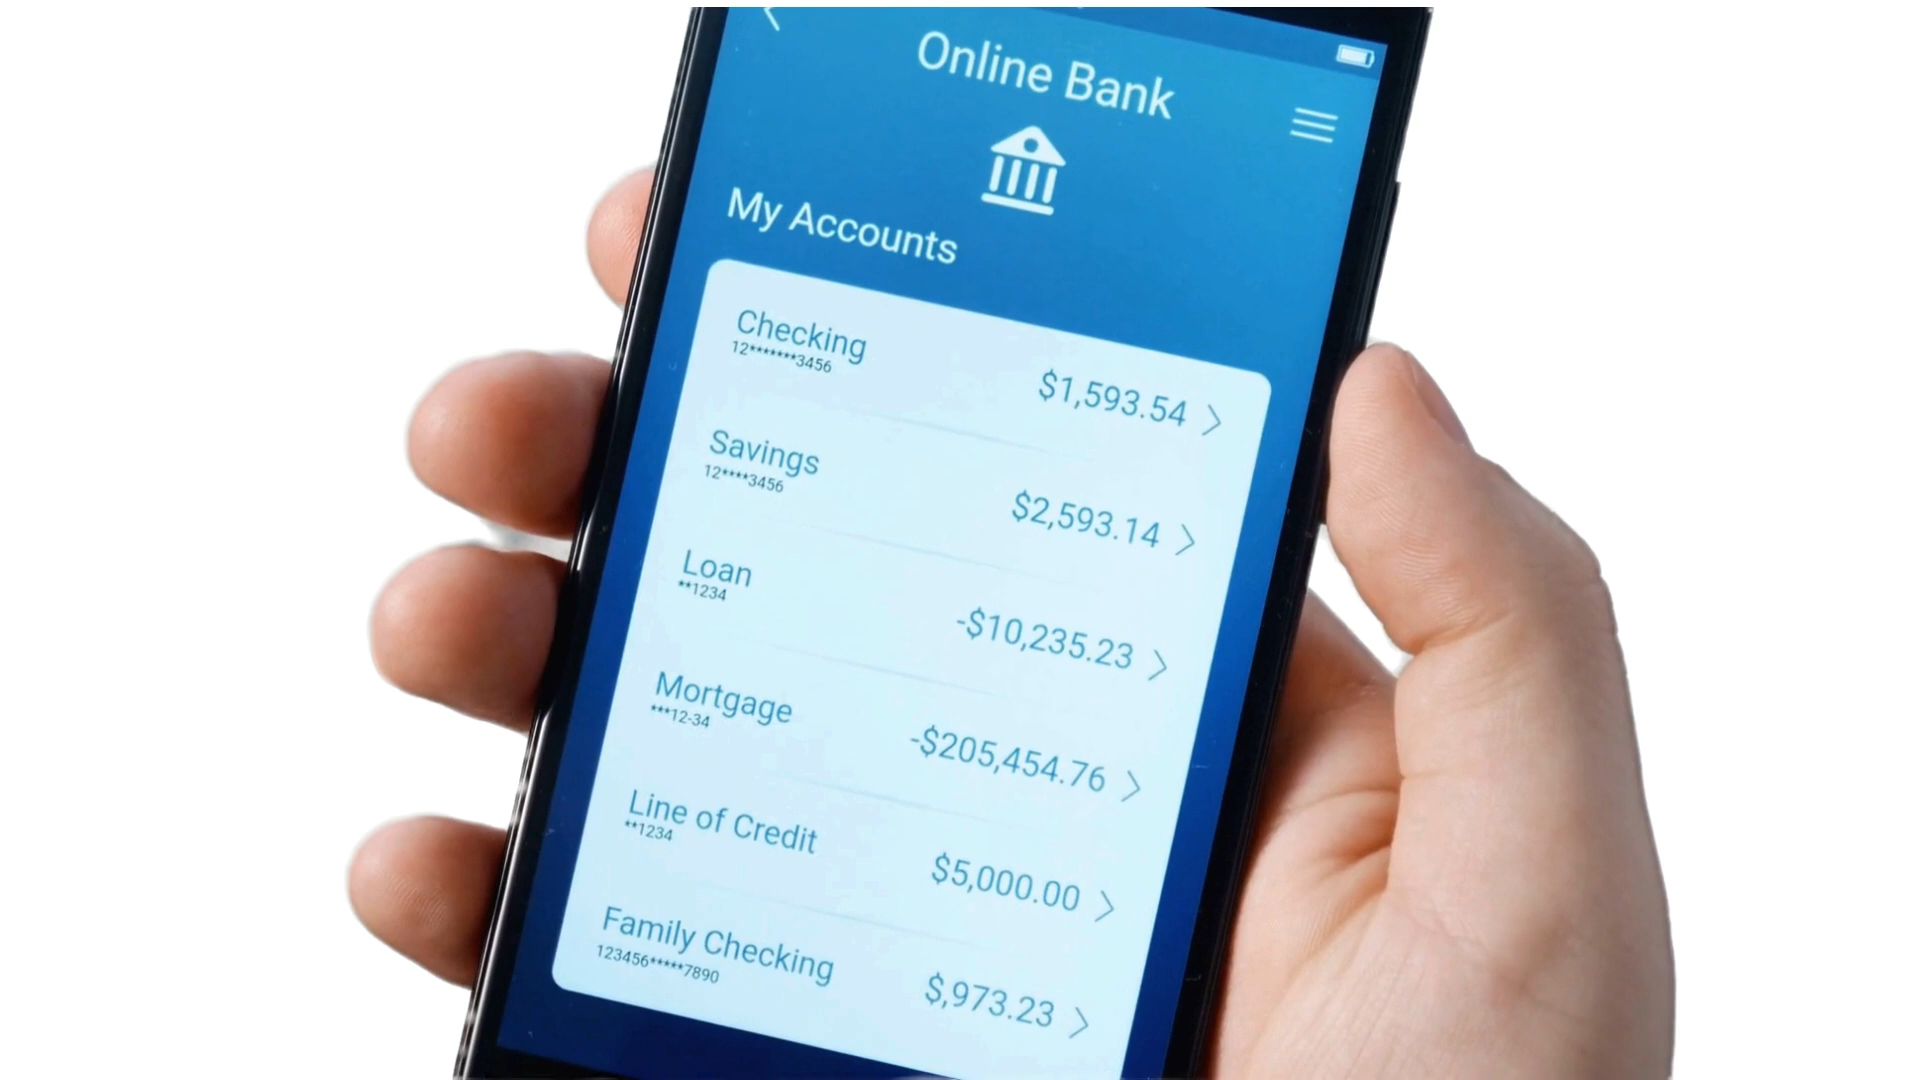 Online Bank
My Accounts
Checking
12*******3456
$1,593.54
Savings
12****3456
$2,593.14
Loan
**1234
-$10,235.23
Mortgage
***12-34
-$205,454.76
Line of Credit
**1234
$5,000.00
Family Checking
123456*****7890
$,973.23